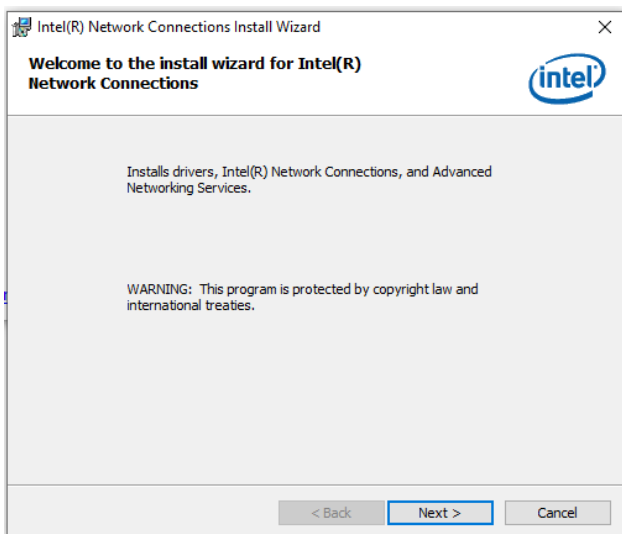 Intel(R) Network Connections Install Wizard
Welcome to the install wizard for Intel(R)
Network Connections
intel
Installs drivers, Intel(R) Network Connections, and Advanced
Networking Services.
WARNING: This program is protected by copyright law and
international treaties.
< Back
Next >
Cancel